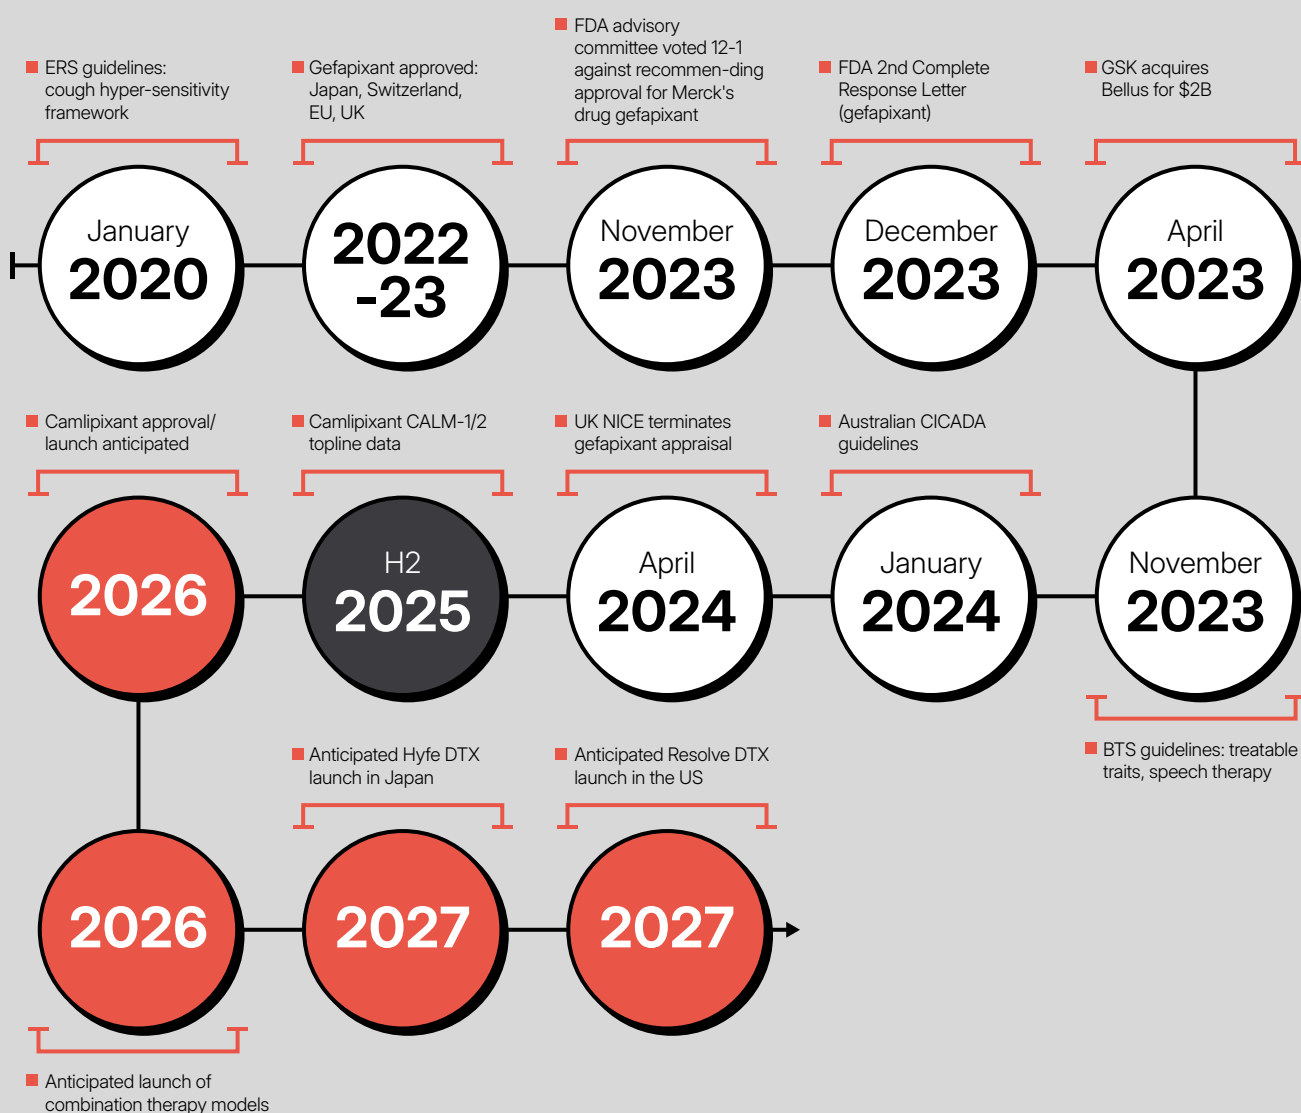 ERS guidelines:
cough hyper-sensitivity
framework
January
2020
Gefapixant approved:
Japan, Switzerland,
EU, UK
2022
-23
FDA advisory
committee voted 12-1
against recommen-ding
approval for Merck's
drug gefapixant
November
2023
FDA 2nd Complete
Response Letter
(gefapixant)
December
2023
GSK acquires
Bellus for $2B
April
2023
November
2023
BTS guidelines: treatable
traits, speech therapy
Australian CICADA
guidelines
January
2024
UK NICE terminates
gefapixant appraisal
April
2024
Camlipixant CALM-1/2
topline data
H2
2025
Camlipixant approval/
launch anticipated
2026
2026
Anticipated launch of
combination therapy models
Anticipated Hyfe DTX
launch in Japan
2027
Anticipated Resolve DTX
launch in the US
2027